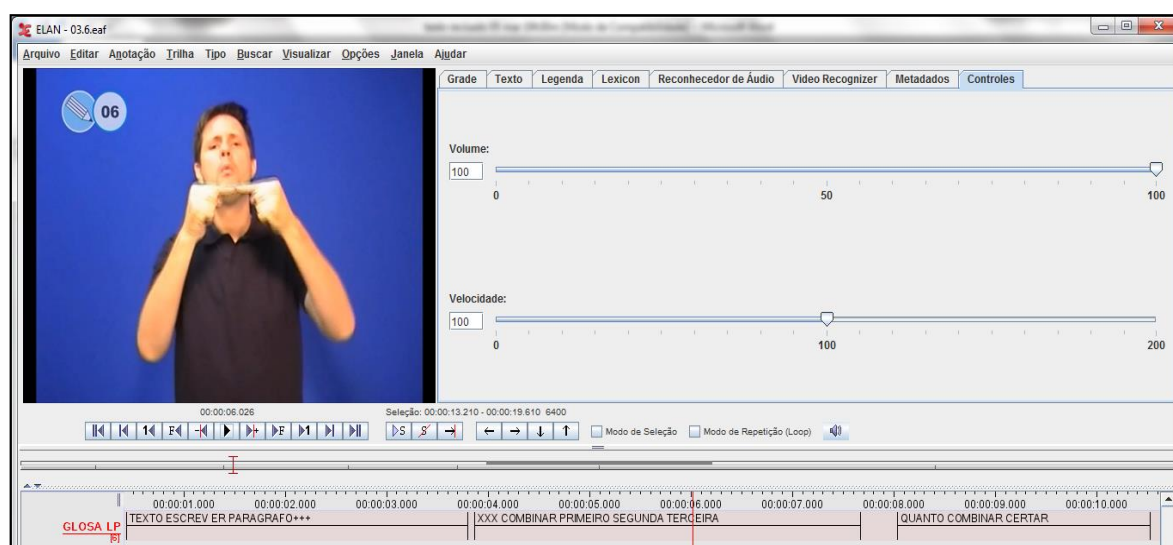 ELAN - 03.6.eaf
Arquivo Editar Anotação Trilha Tipo Buscar Visualizar Opções Janela Ajudar
Grade Texto Legenda Lexicon Reconhecedor de Áudio Video Recognizer Metadados Controles
06
Volume:
100
0 50 100
Velocidade:
100
0 100 200
00:00:06.026 Seleção: 00:00:13.210 - 00:00:19.610 6400
Modo de Seleção Modo de Repetição (Loop)
00:00:01.000 00:00:02.000 00:00:03.000 00:00:04.000 00:00:05.000 00:00:06.000 00:00:07.000 00:00:08.000 00:00:09.000 00:00:10.000
GLOSA LP TEXTO ESCREV ER PARAGRAFO+++ XXX COMBINAR PRIMEIRO SEGUNDA TERCEIRA QUANTO COMBINAR CERTAR